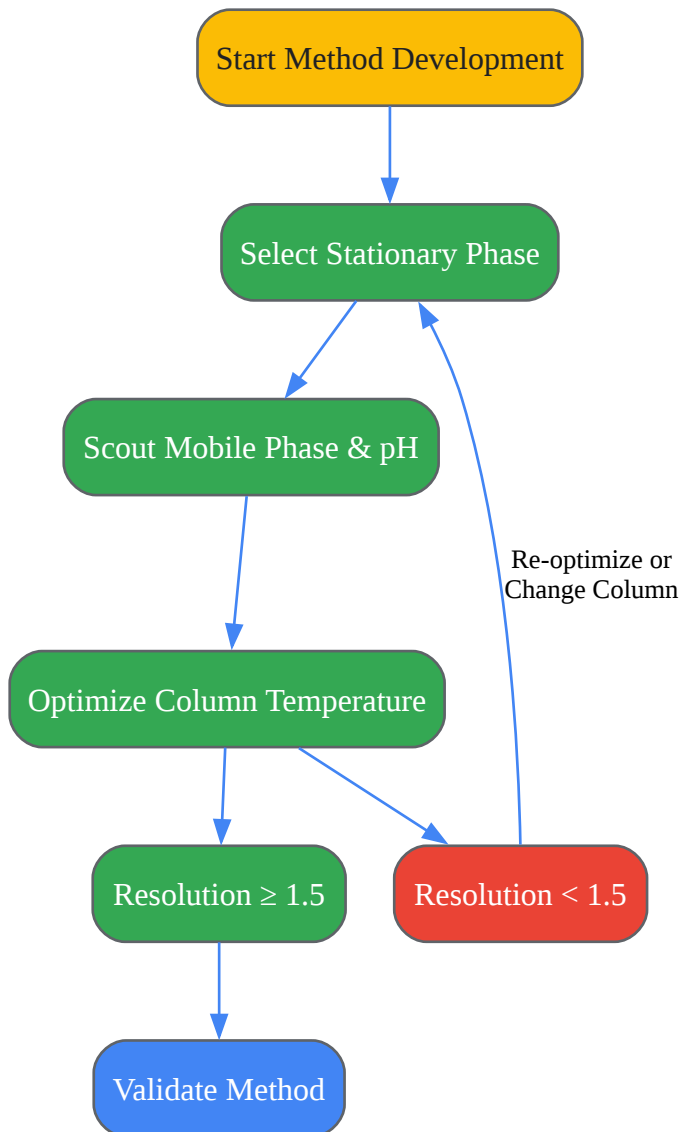 Start Method Development
Select Stationary Phase
Scout Mobile Phase & pH
Re-optimize or
Change Column
Optimize Column Temperature
Resolution ≥ 1.5
Resolution < 1.5
Validate Method